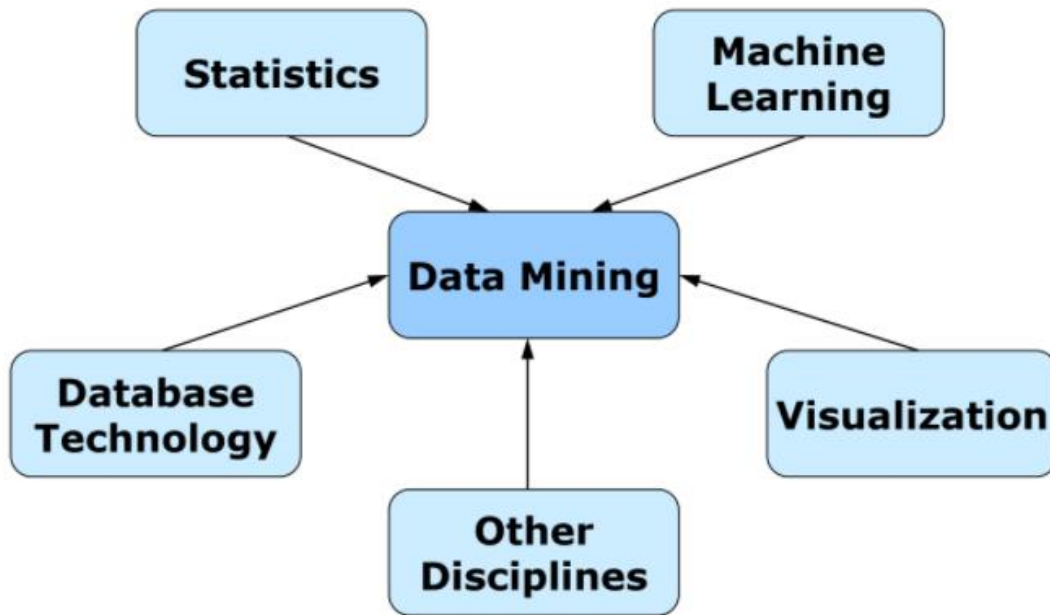 Statistics
Machine
Learning
Data Mining
Database
Technology
Visualization
Other
Disciplines